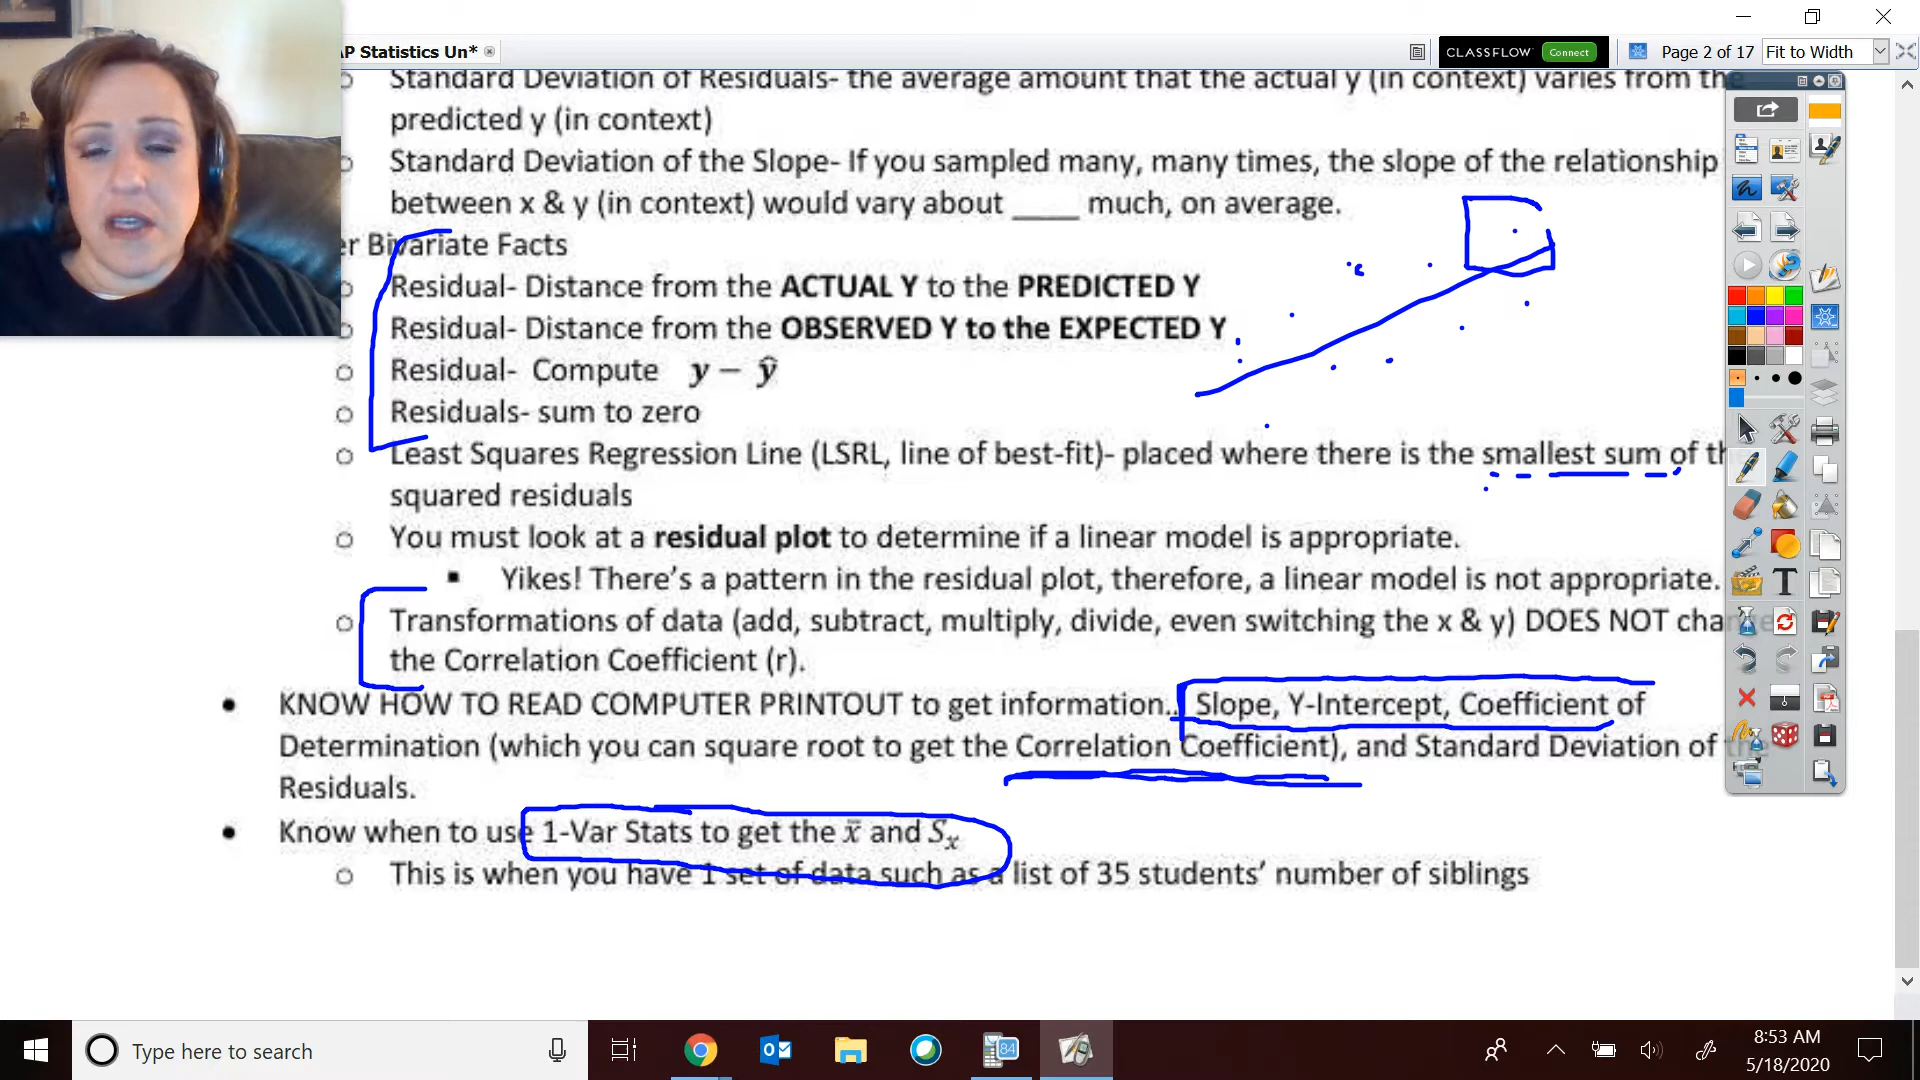 AP Statistics Un*
CLASSFLOW Connect
Page 2 of 17 Fit to Width
Standard Deviation of Residuals- the average amount that the actual y (in context) varies from the
predicted y (in context)
Standard Deviation of the Slope- If you sampled many, many times, the slope of the relationship
between x & y (in context) would vary about ____ much, on average.
er Bivariate Facts
Residual- Distance from the ACTUAL Y to the PREDICTED Y
Residual- Distance from the OBSERVED Y to the EXPECTED Y
Residual- Compute y − ŷ
Residuals- sum to zero
Least Squares Regression Line (LSRL, line of best-fit)- placed where there is the smallest sum of
squared residuals
You must look at a residual plot to determine if a linear model is appropriate.
Yikes! There's a pattern in the residual plot, therefore, a linear model is not appropriate.
Transformations of data (add, subtract, multiply, divide, even switching the x & y) DOES NOT
the Correlation Coefficient (r).
KNOW HOW TO READ COMPUTER PRINTOUT to get information.. Slope, Y-Intercept, Coefficient of
Determination (which you can square root to get the Correlation Coefficient), and Standard Deviation of the
Residuals.
Know when to use 1-Var Stats to get the x̄ and Sₓ
This is when you have 1 set of data such as a list of 35 students' number of siblings
Type here to search
84
8:53 AM
5/18/2020